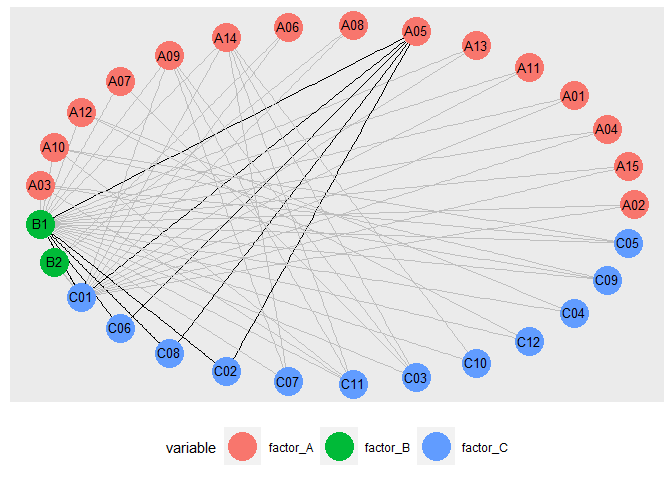 A06
A08
A05
A14
A13
A09
A11
A07
A01
A12
A04
A10
A15
A03
A02
B1
C05
B2
C09
C01
C04
C06
C12
C08
C10
C02
C03
C07
C11
variable factor_A factor_B factor_C